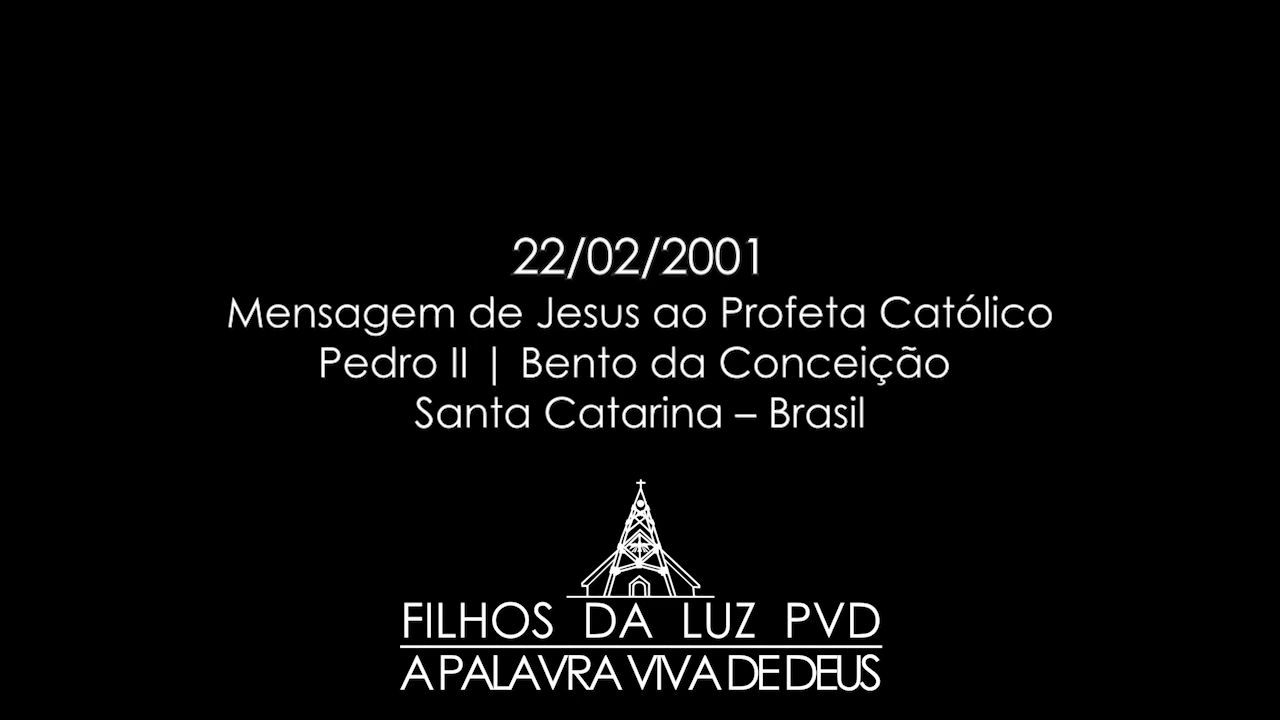 22/02/2001
Mensagem de Jesus ao Profeta Católico
Pedro II | Bento da Conceição
Santa Catarina – Brasil
FILHOS DA LUZ PVD
A PALAVRA VIVA DE DEUS